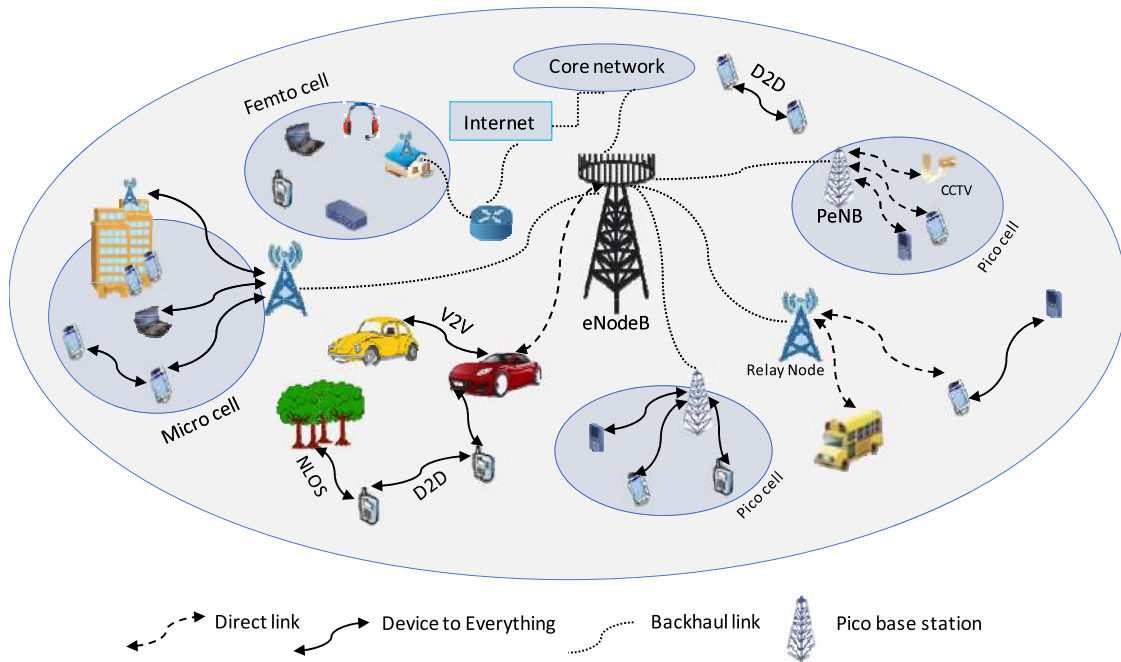 Core network
D2D
Femto cell
Internet
CCTV
PeNB
Pico cell
eNodeB
V2V
Relay Node
Micro cell
NLOS
D2D
Pico cell
Direct link
Device to Everything
Backhaul link
Pico base station